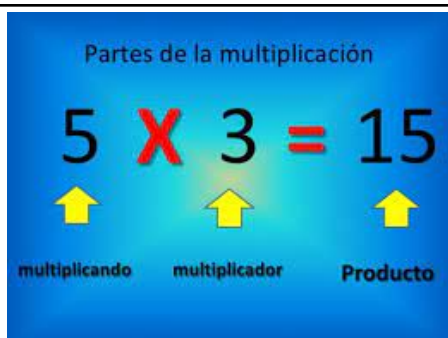 Partes de la multiplicación
5 X 3 = 15
multiplicando multiplicador Producto